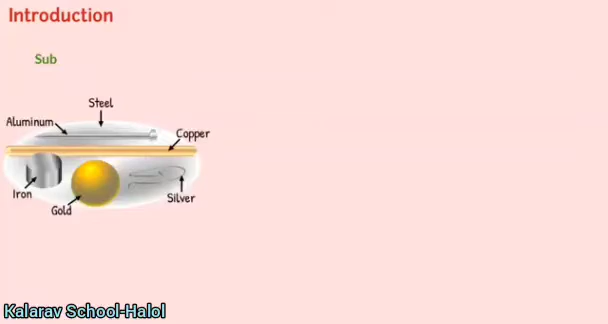 Introduction
Sub
Steel
Aluminum
Copper
Iron
Gold
Silver
Kalarav School-Halol